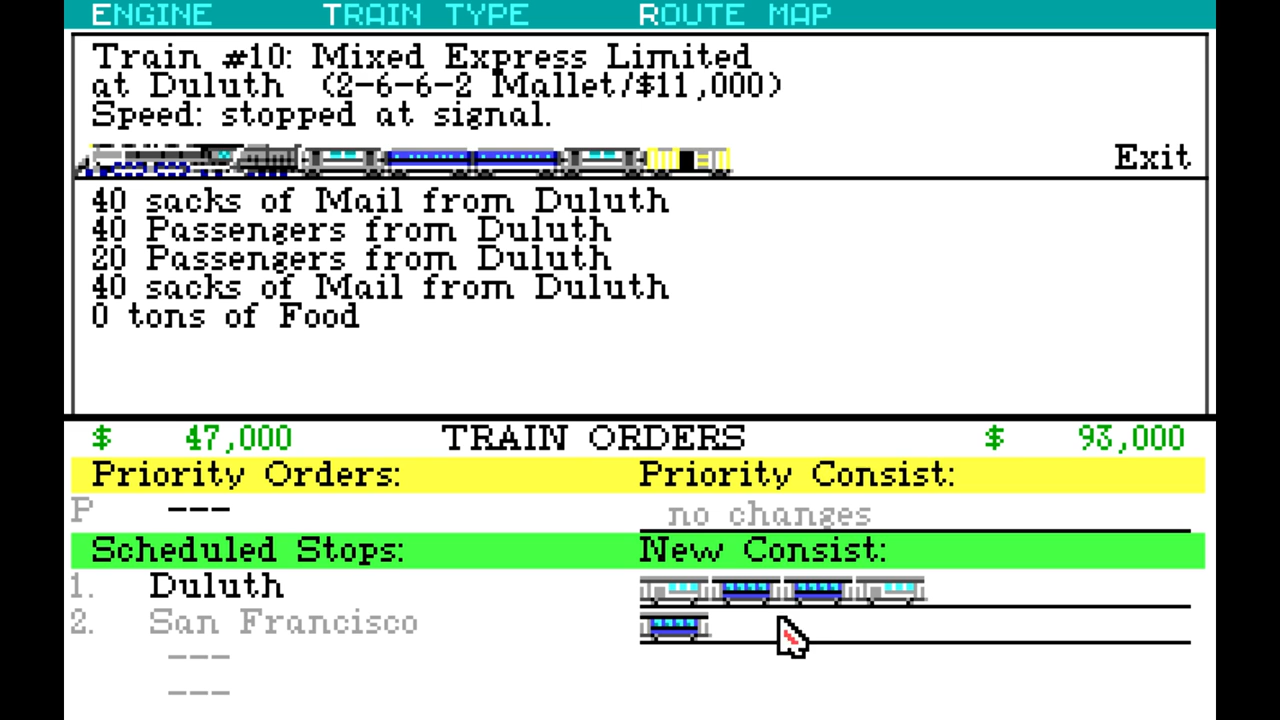 ENGINE TRAIN TYPE ROUTE MAP
Train #10: Mixed Express Limited
at Duluth (2-6-6-2 Mallet/$11,000)
Speed: stopped at signal.
Exit
40 sacks of Mail from Duluth
40 Passengers from Duluth
20 Passengers from Duluth
40 sacks of Mail from Duluth
0 tons of Food
$ 47,000 TRAIN ORDERS $ 93,000
Priority Orders: Priority Consist:
P --- no changes
Scheduled Stops: New Consist:
1. Duluth
2. San Francisco
---
---